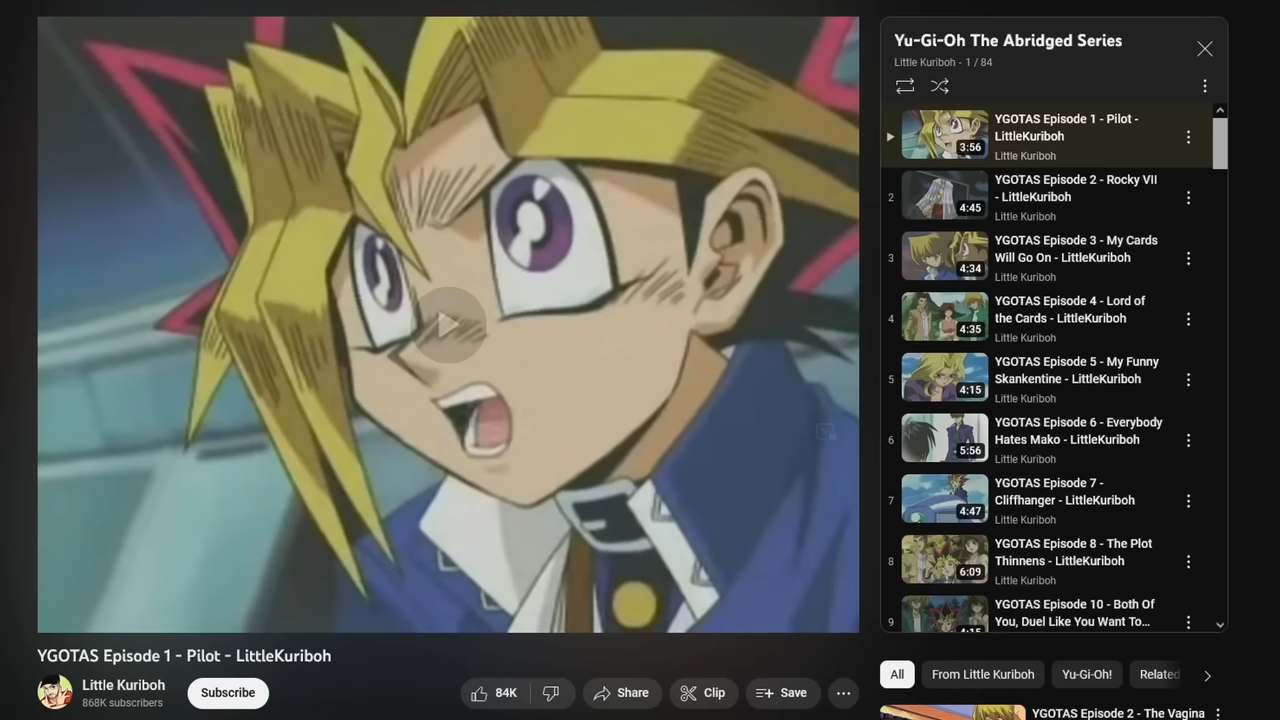 Yu-Gi-Oh The Abridged Series
Little Kuriboh - 1 / 84
YGOTAS Episode 1 - Pilot -
LittleKuriboh
3:56
Little Kuriboh
2
YGOTAS Episode 2 - Rocky VII
- LittleKuriboh
4:45
Little Kuriboh
3
YGOTAS Episode 3 - My Cards
Will Go On - LittleKuriboh
4:34
Little Kuriboh
4
YGOTAS Episode 4 - Lord of
the Cards - LittleKuriboh
4:35
Little Kuriboh
5
YGOTAS Episode 5 - My Funny
Skankentine - LittleKuriboh
4:15
Little Kuriboh
6
YGOTAS Episode 6 - Everybody
Hates Mako - LittleKuriboh
5:56
Little Kuriboh
7
YGOTAS Episode 7 -
Cliffhanger - LittleKuriboh
4:47
Little Kuriboh
8
YGOTAS Episode 8 - The Plot
Thinnens - LittleKuriboh
6:09
Little Kuriboh
9
YGOTAS Episode 10 - Both Of
You, Duel Like You Want To...
4:15
YGOTAS Episode 1 - Pilot - LittleKuriboh
Little Kuriboh
868K subscribers
Subscribe
84K
Share
Clip
Save
All
From Little Kuriboh
Yu-Gi-Oh!
Related
YGOTAS Episode 2 - The Vagina